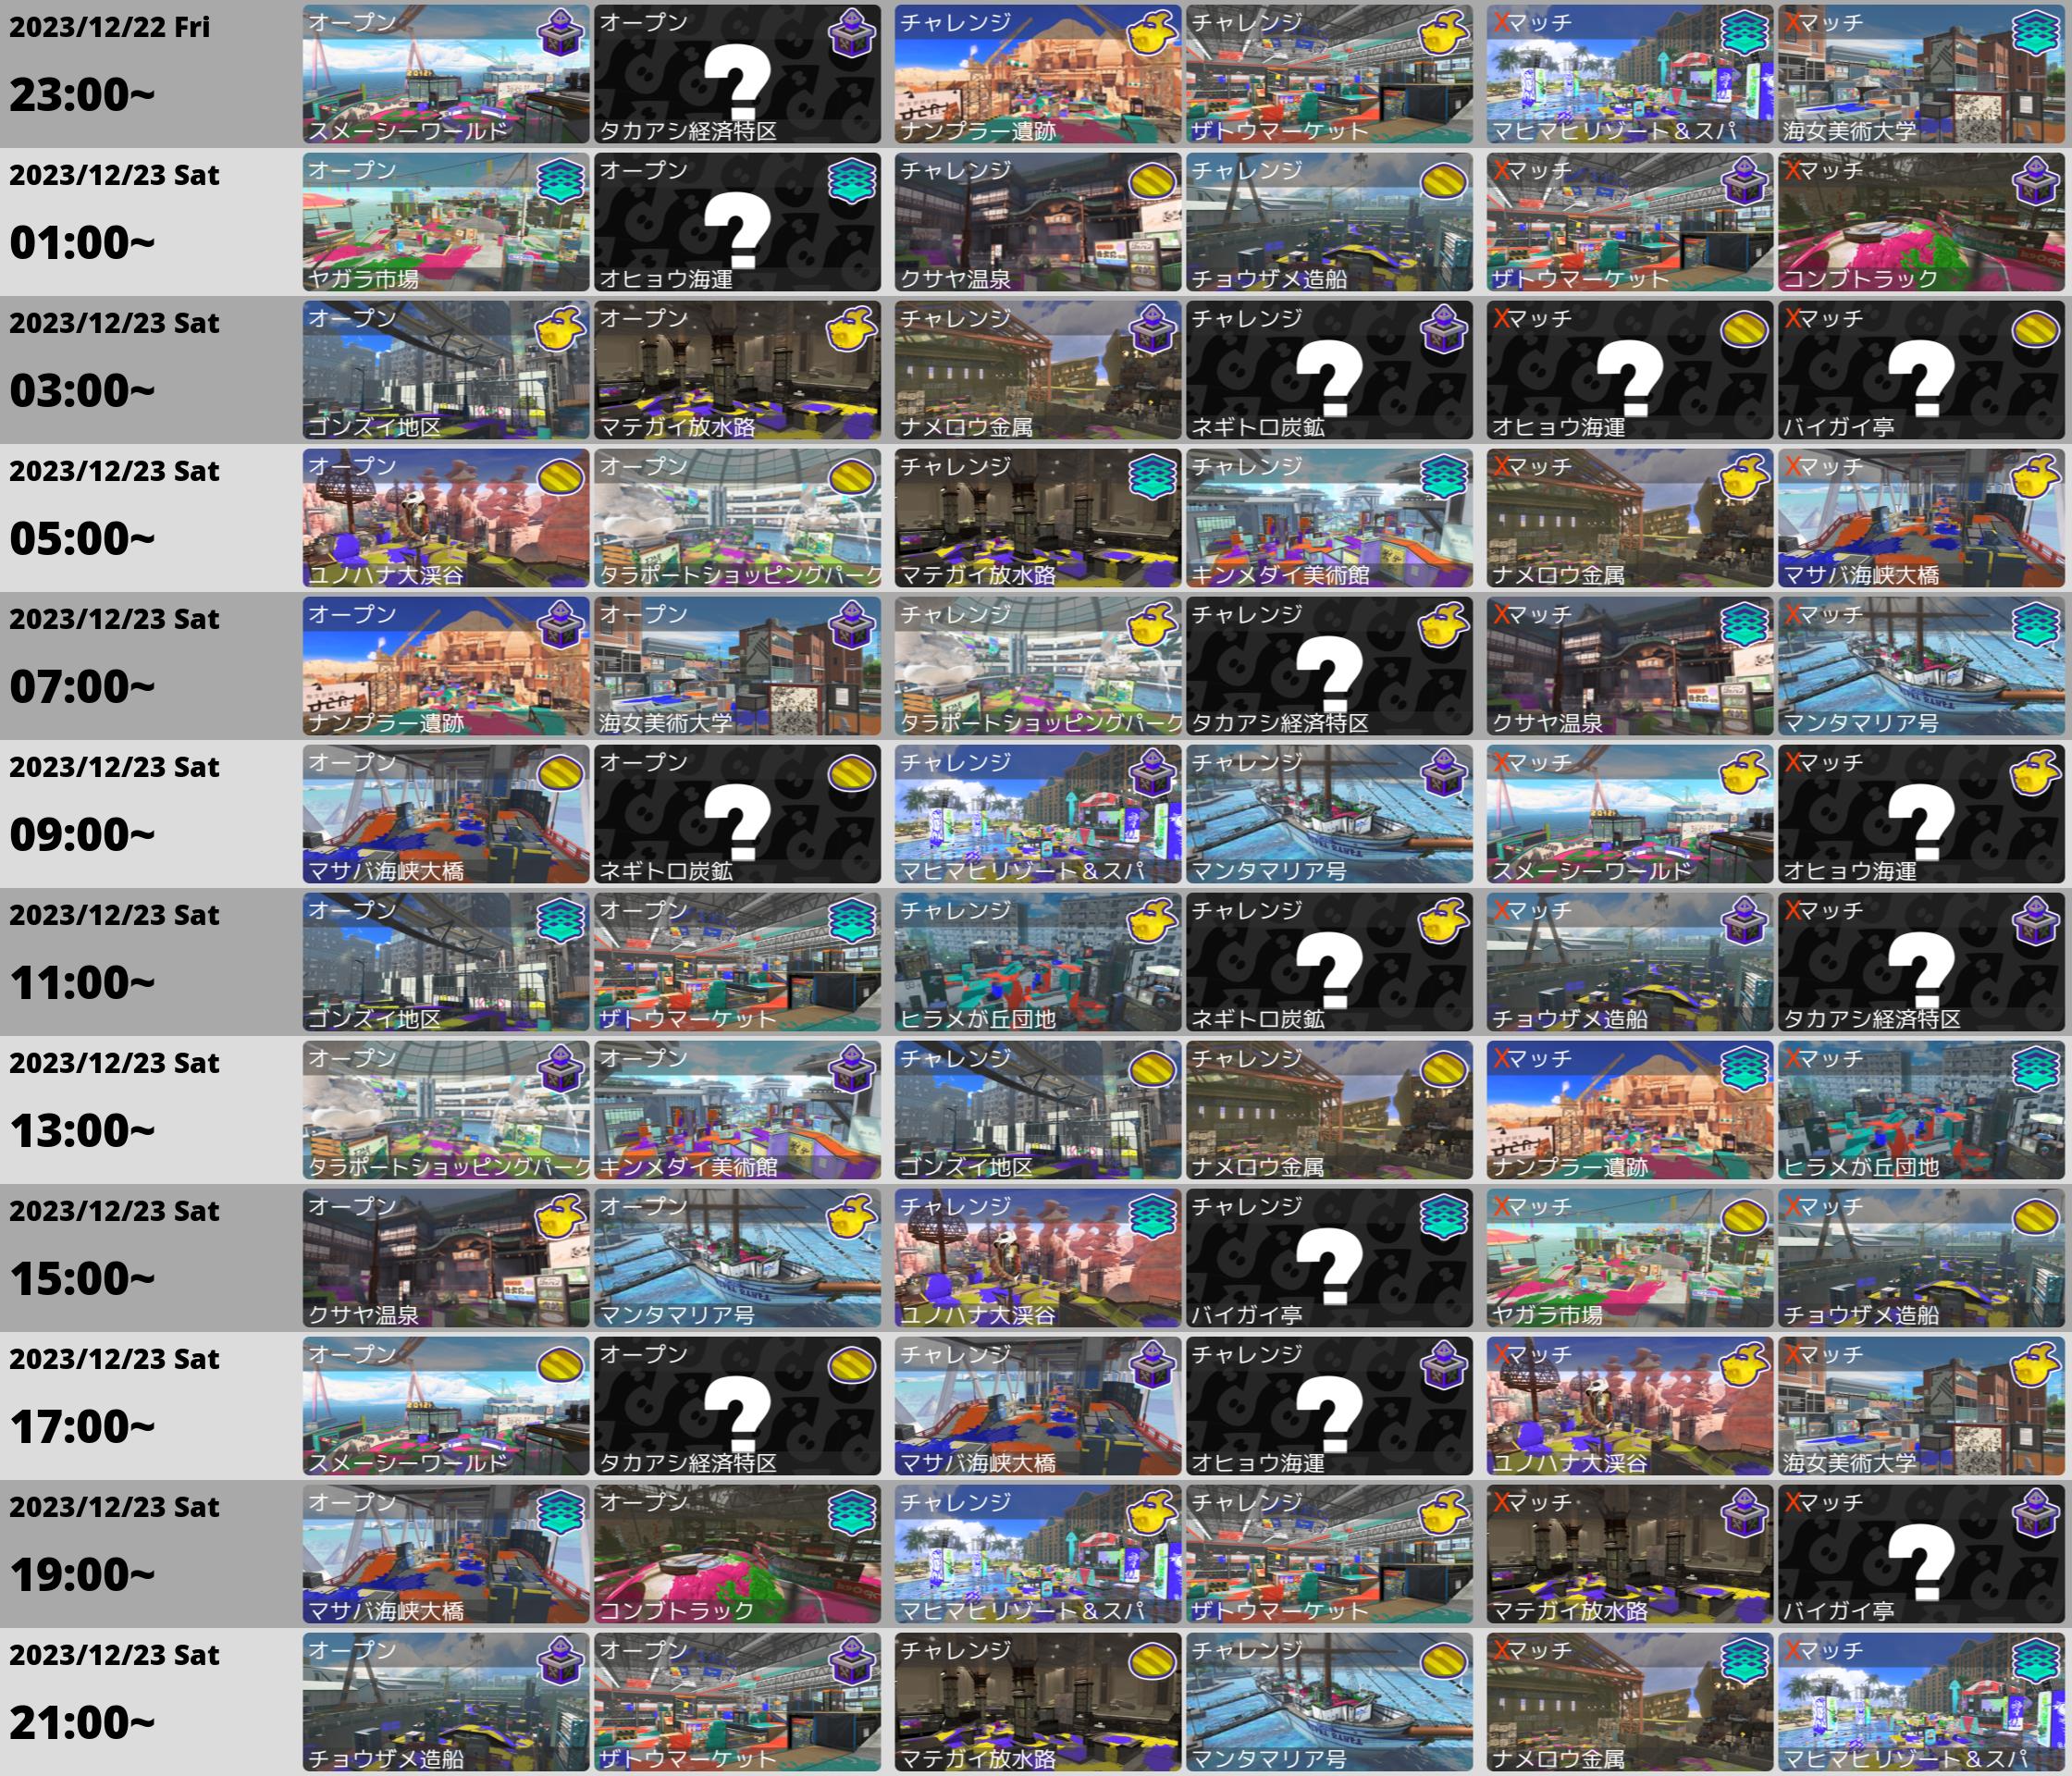 2023/12/22 Fri
23:00~
オープン
スメーシーワールド
オープン
タカアシ経済特区
チャレンジ
ナンプラー遺跡
チャレンジ
ザトウマーケット
Xマッチ
マヒマヒリゾート＆スパ
Xマッチ
海女美術大学
2023/12/23 Sat
01:00~
オープン
ヤガラ市場
オープン
オヒョウ海運
チャレンジ
クサヤ温泉
チャレンジ
チョウザメ造船
Xマッチ
ザトウマーケット
Xマッチ
コンブトラック
2023/12/23 Sat
03:00~
オープン
ゴンズイ地区
オープン
マテガイ放水路
チャレンジ
ナメロウ金属
チャレンジ
ネギトロ炭鉱
Xマッチ
オヒョウ海運
Xマッチ
バイガイ亭
2023/12/23 Sat
05:00~
オープン
ユノハナ大渓谷
オープン
タラポートショッピングパーク
チャレンジ
マテガイ放水路
チャレンジ
キンメダイ美術館
Xマッチ
ナメロウ金属
Xマッチ
マサバ海峡大橋
2023/12/23 Sat
07:00~
オープン
ナンプラー遺跡
オープン
海女美術大学
チャレンジ
タラポートショッピングパーク
チャレンジ
タカアシ経済特区
Xマッチ
クサヤ温泉
Xマッチ
マンタマリア号
2023/12/23 Sat
09:00~
オープン
マサバ海峡大橋
オープン
ネギトロ炭鉱
チャレンジ
マヒマヒリゾート＆スパ
チャレンジ
マンタマリア号
Xマッチ
スメーシーワールド
Xマッチ
オヒョウ海運
2023/12/23 Sat
11:00~
オープン
ゴンズイ地区
オープン
ザトウマーケット
チャレンジ
ヒラメが丘団地
チャレンジ
ネギトロ炭鉱
Xマッチ
チョウザメ造船
Xマッチ
タカアシ経済特区
2023/12/23 Sat
13:00~
オープン
タラポートショッピングパーク
オープン
キンメダイ美術館
チャレンジ
ゴンズイ地区
チャレンジ
ナメロウ金属
Xマッチ
ナンプラー遺跡
Xマッチ
ヒラメが丘団地
2023/12/23 Sat
15:00~
オープン
クサヤ温泉
オープン
マンタマリア号
チャレンジ
ユノハナ大渓谷
チャレンジ
バイガイ亭
Xマッチ
ヤガラ市場
Xマッチ
チョウザメ造船
2023/12/23 Sat
17:00~
オープン
スメーシーワールド
オープン
タカアシ経済特区
チャレンジ
マサバ海峡大橋
チャレンジ
オヒョウ海運
Xマッチ
ユノハナ大渓谷
Xマッチ
海女美術大学
2023/12/23 Sat
19:00~
オープン
マサバ海峡大橋
オープン
コンブトラック
チャレンジ
マヒマヒリゾート＆スパ
チャレンジ
ザトウマーケット
Xマッチ
マテガイ放水路
Xマッチ
バイガイ亭
2023/12/23 Sat
21:00~
オープン
チョウザメ造船
オープン
ザトウマーケット
チャレンジ
マテガイ放水路
チャレンジ
マンタマリア号
Xマッチ
ナメロウ金属
Xマッチ
マヒマヒリゾート＆スパ